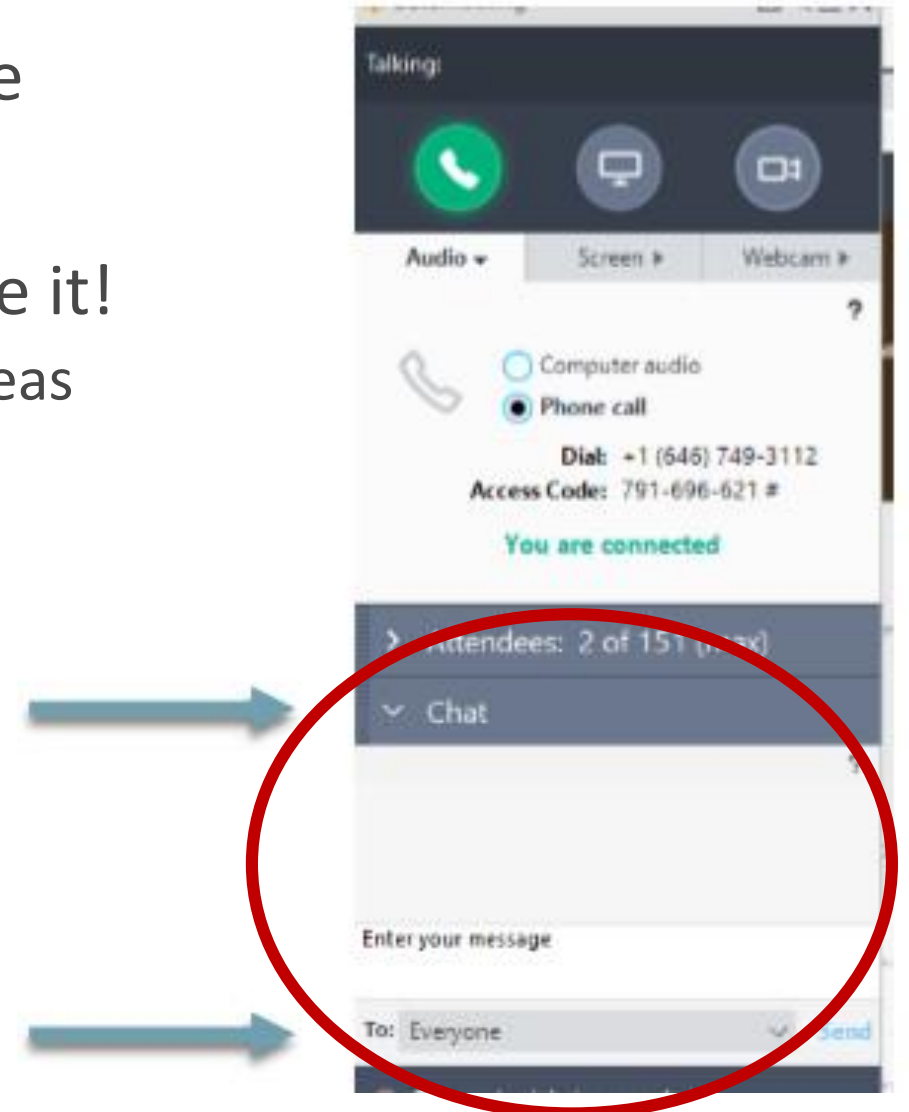 e
e it!
eas
Talking:
Audio Screen Webcam
?
Computer audio
Phone call
Dial: +1 (646) 749-3112
Access Code: 791-696-621 #
You are connected
Attendees: 2 of 151 (max)
Chat
?
Enter your message
To: Everyone Send